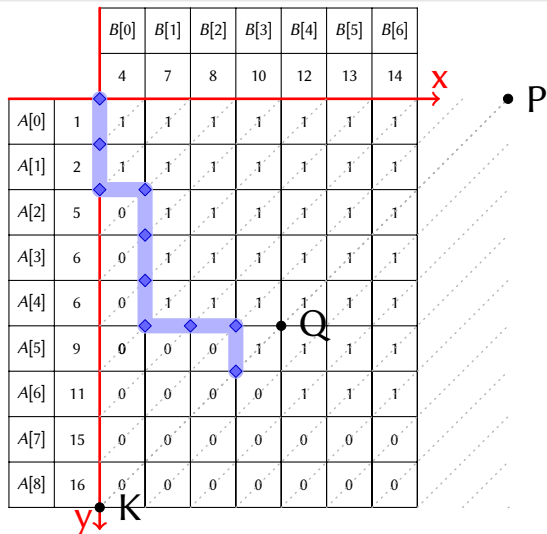 B[0] B[1] B[2] B[3] B[4] B[5] B[6]
4 7 8 10 12 13 14
x
P
A[0] 1 1 1 1 1 1 1 1
A[1] 2 1 1 1 1 1 1 1
A[2] 5 0 1 1 1 1 1 1
A[3] 6 0 1 1 1 1 1 1
A[4] 6 0 1 1 1 1 1 1
Q
A[5] 9 0 0 0 1 1 1 1
A[6] 11 0 0 0 0 1 1 1
A[7] 15 0 0 0 0 0 0 0
A[8] 16 0 0 0 0 0 0 0
y K